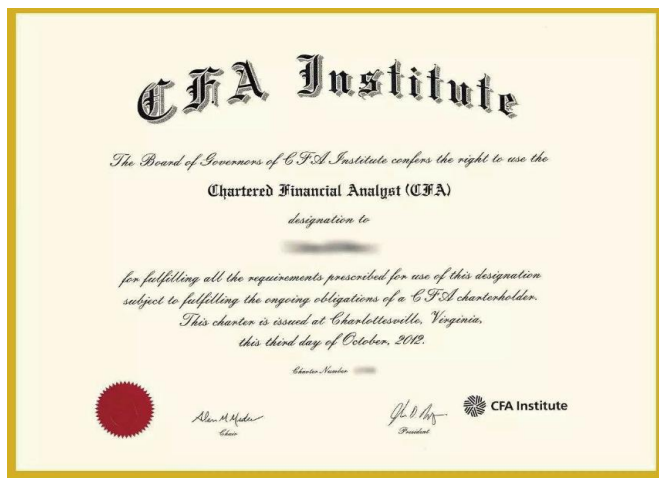 CFA Institute
The Board of Governors of CFA Institute confers the right to use the
Chartered Financial Analyst (CFA)
designation to
for fulfilling all the requirements prescribed for use of this designation
subject to fulfilling the ongoing obligations of a CFA charterholder.
This charter is issued at Charlottesville, Virginia,
this third day of October, 2012.
Charter Number
Chair
President
CFA Institute